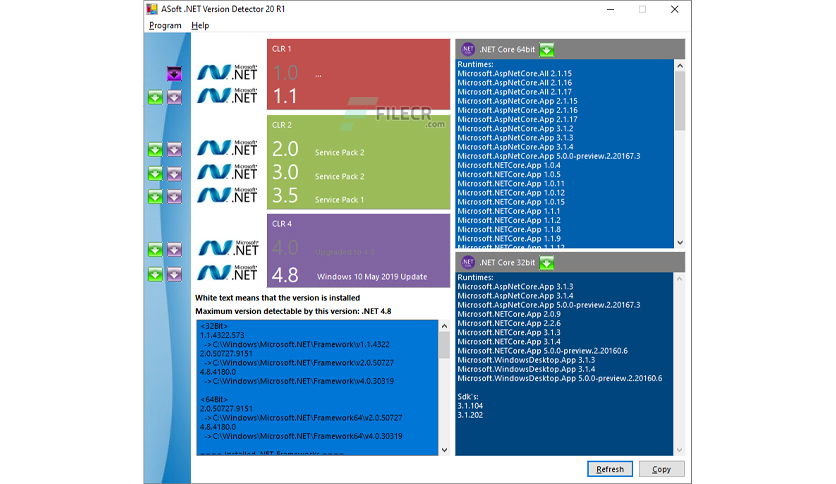 ASoft .NET Version Detector 20 R1
Program Help
Microsoft .NET
Microsoft .NET
CLR 1
1.0 ...
1.1
FILECR
.com
CLR 2
Microsoft .NET
2.0 Service Pack 2
Microsoft .NET
3.0 Service Pack 2
Microsoft .NET
3.5 Service Pack 1
CLR 4
Microsoft .NET
4.0 Upgraded to 4.8
Microsoft .NET
4.8 Windows 10 May 2019 Update
White text means that the version is installed
Maximum version detectable by this version: .NET 4.8
<32Bit>
1.1.4322.573
->C:\Windows\Microsoft.NET\Framework\v1.1.4322
2.0.50727.9151
->C:\Windows\Microsoft.NET\Framework\v2.0.50727
4.8.4180.0
->C:\Windows\Microsoft.NET\Framework\v4.0.30319
<64Bit>
2.0.50727.9151
->C:\Windows\Microsoft.NET\Framework64\v2.0.50727
4.8.4180.0
->C:\Windows\Microsoft.NET\Framework64\v4.0.30319
==== Installed .NET Frameworks ====
NET .NET Core 64bit
Runtimes:
Microsoft.AspNetCore.All 2.1.15
Microsoft.AspNetCore.All 2.1.16
Microsoft.AspNetCore.All 2.1.17
Microsoft.AspNetCore.App 2.1.15
Microsoft.AspNetCore.App 2.1.16
Microsoft.AspNetCore.App 2.1.17
Microsoft.AspNetCore.App 3.1.2
Microsoft.AspNetCore.App 3.1.3
Microsoft.AspNetCore.App 3.1.4
Microsoft.AspNetCore.App 5.0.0-preview.2.20167.3
Microsoft.NETCore.App 1.0.4
Microsoft.NETCore.App 1.0.5
Microsoft.NETCore.App 1.0.11
Microsoft.NETCore.App 1.0.12
Microsoft.NETCore.App 1.0.15
Microsoft.NETCore.App 1.1.1
Microsoft.NETCore.App 1.1.2
Microsoft.NETCore.App 1.1.8
Microsoft.NETCore.App 1.1.9
Microsoft.NETCore.App 1.1.12
NET .NET Core 32bit
Runtimes:
Microsoft.AspNetCore.App 3.1.3
Microsoft.AspNetCore.App 3.1.4
Microsoft.AspNetCore.App 5.0.0-preview.2.20167.3
Microsoft.NETCore.App 2.0.9
Microsoft.NETCore.App 2.2.6
Microsoft.NETCore.App 3.1.3
Microsoft.NETCore.App 3.1.4
Microsoft.NETCore.App 5.0.0-preview.2.20160.6
Microsoft.WindowsDesktop.App 3.1.3
Microsoft.WindowsDesktop.App 3.1.4
Microsoft.WindowsDesktop.App 5.0.0-preview.2.20160.6
Sdk's:
3.1.104
3.1.202
Refresh Copy